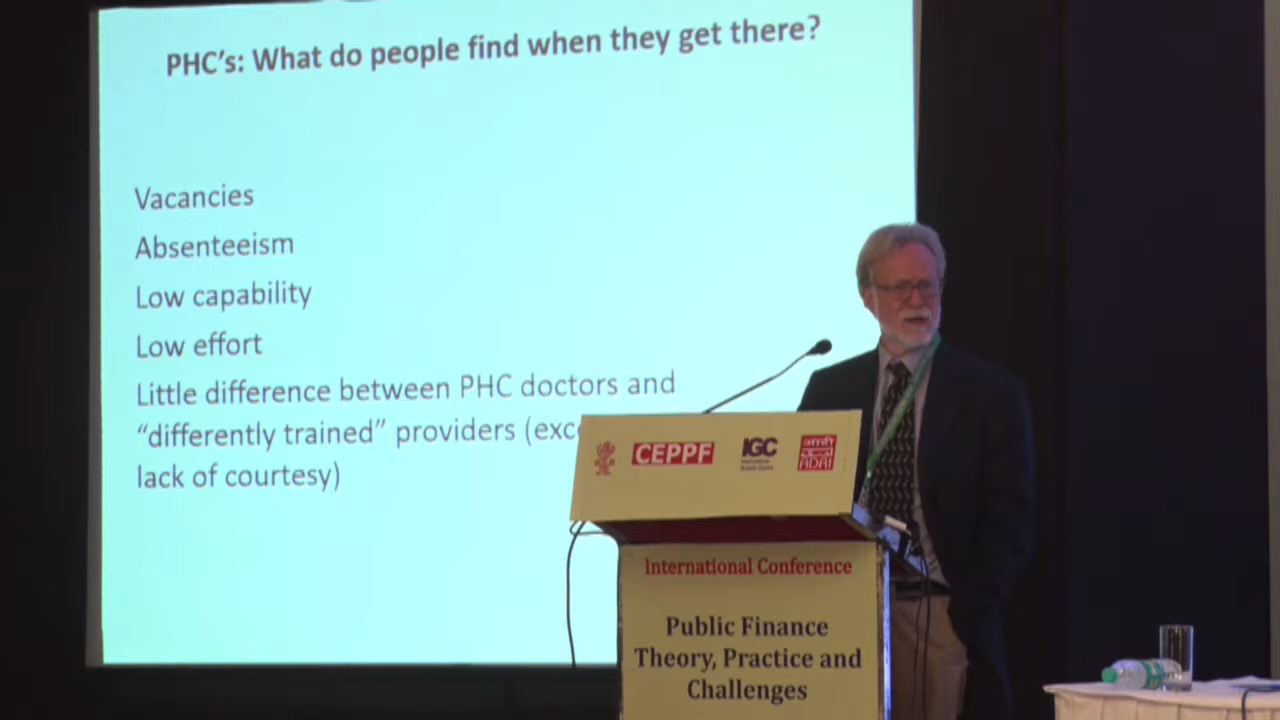 PHC's: What do people find when they get there?
Vacancies
Absenteeism
Low capability
Low effort
Little difference between PHC doctors and
“differently trained” providers (exc
lack of courtesy)
CEPPF
IGC
International Conference
Public Finance
Theory, Practice and
Challenges